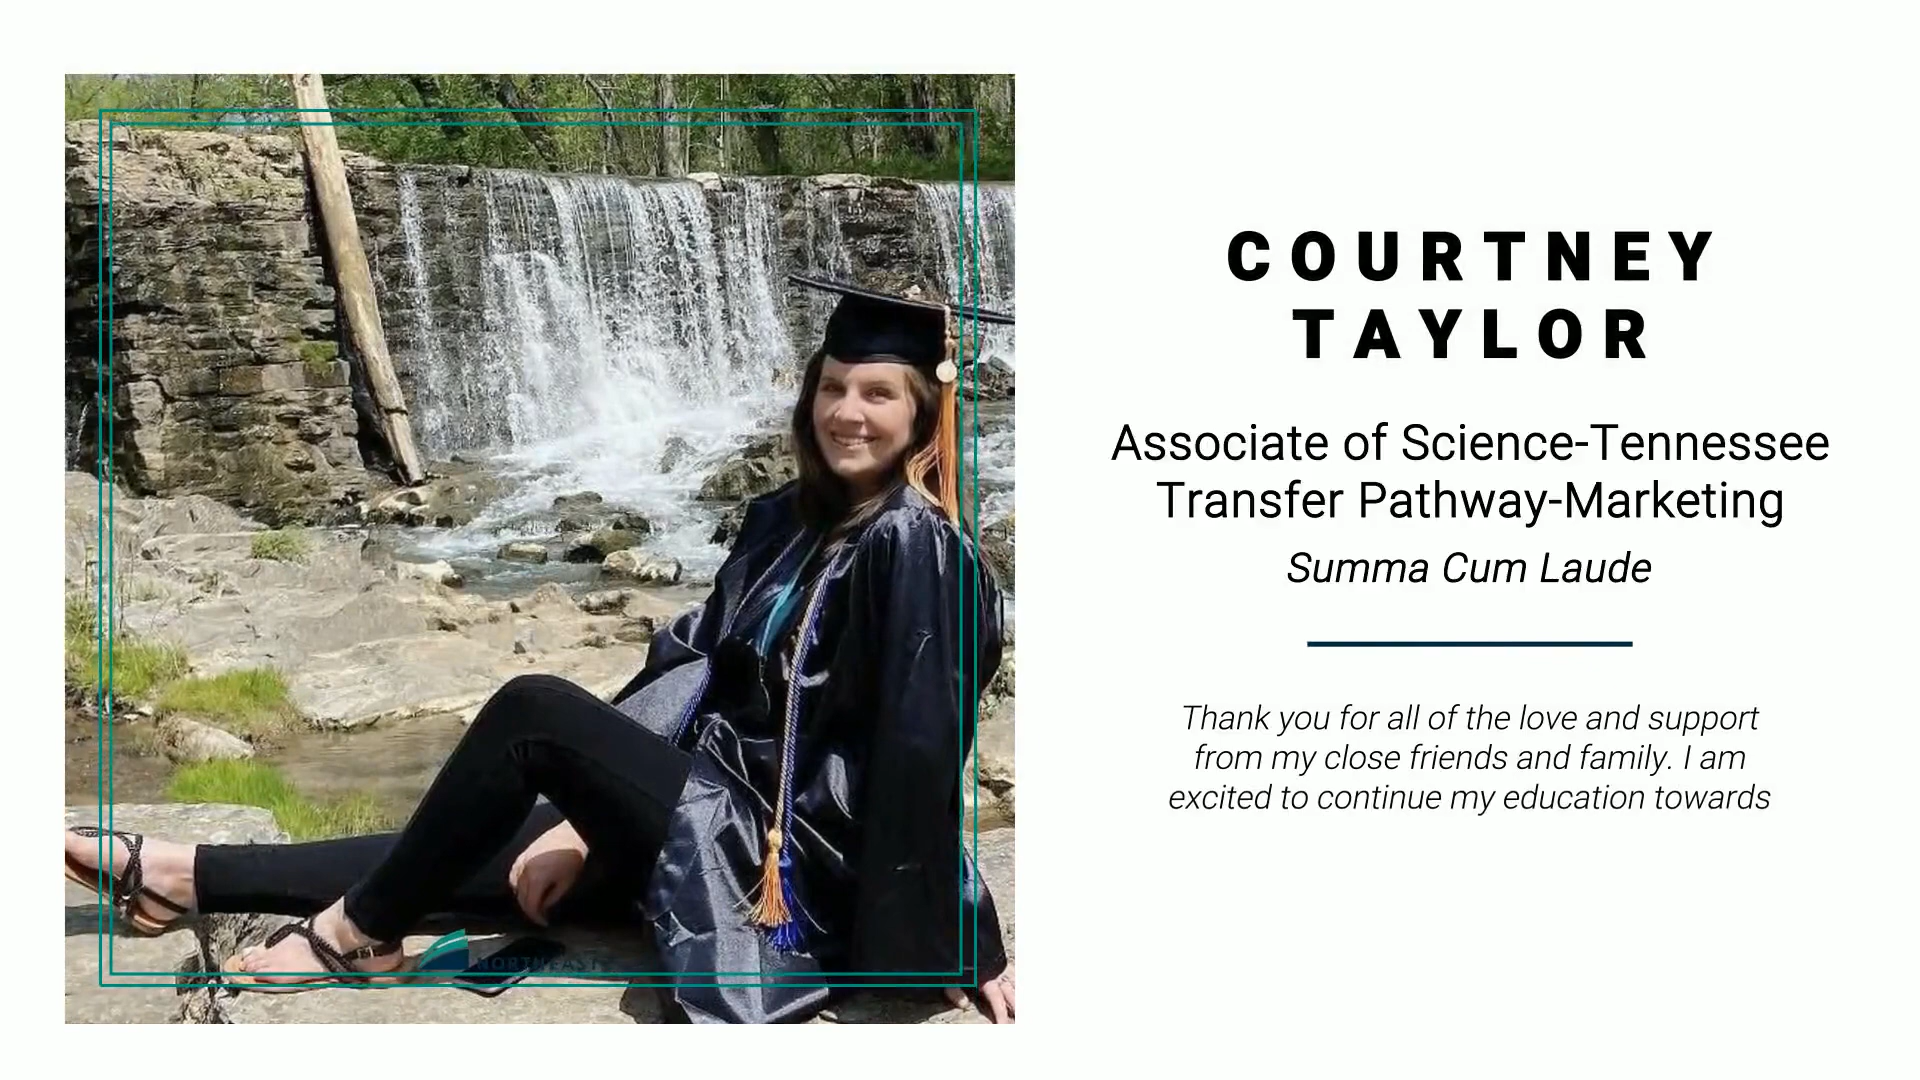 COURTNEY
TAYLOR
Associate of Science-Tennessee
Transfer Pathway-Marketing
Summa Cum Laude
Thank you for all of the love and support
from my close friends and family. I am
excited to continue my education towards
NORTHEAST